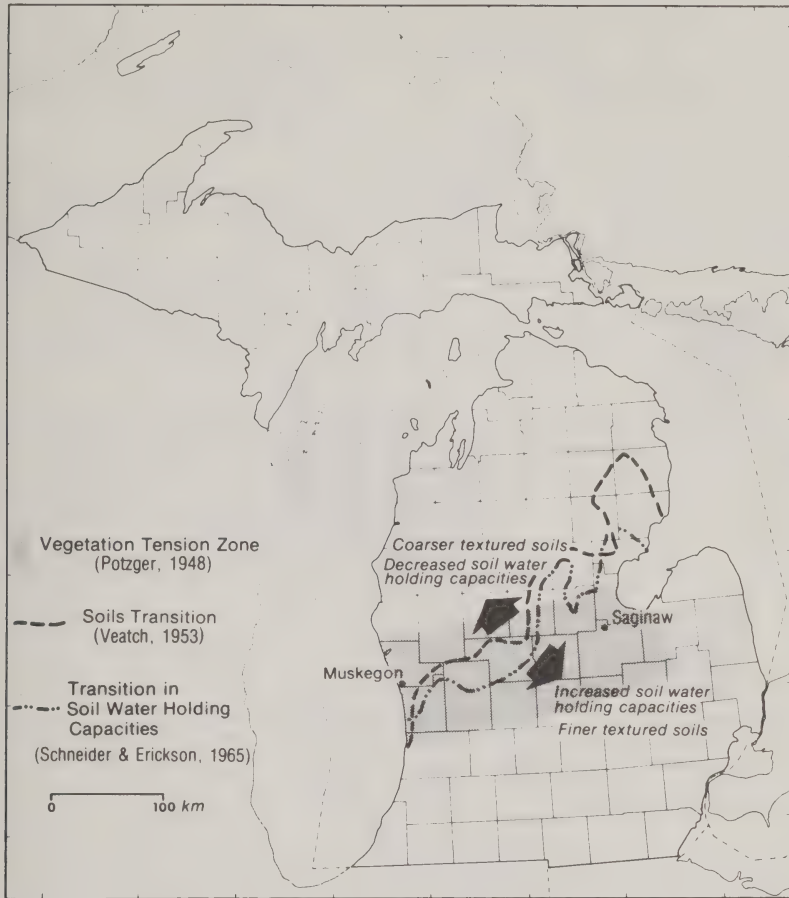 Vegetation Tension Zone
(Potzger, 1948)
Soils Transition
(Veatch, 1953)
Transition in
Soil Water Holding
Capacities
(Schneider & Erickson, 1965)
0 100 km
Coarser textured soils
Decreased soil water
holding capacities
Saginaw
Muskegon
Increased soil water
holding capacities
Finer textured soils